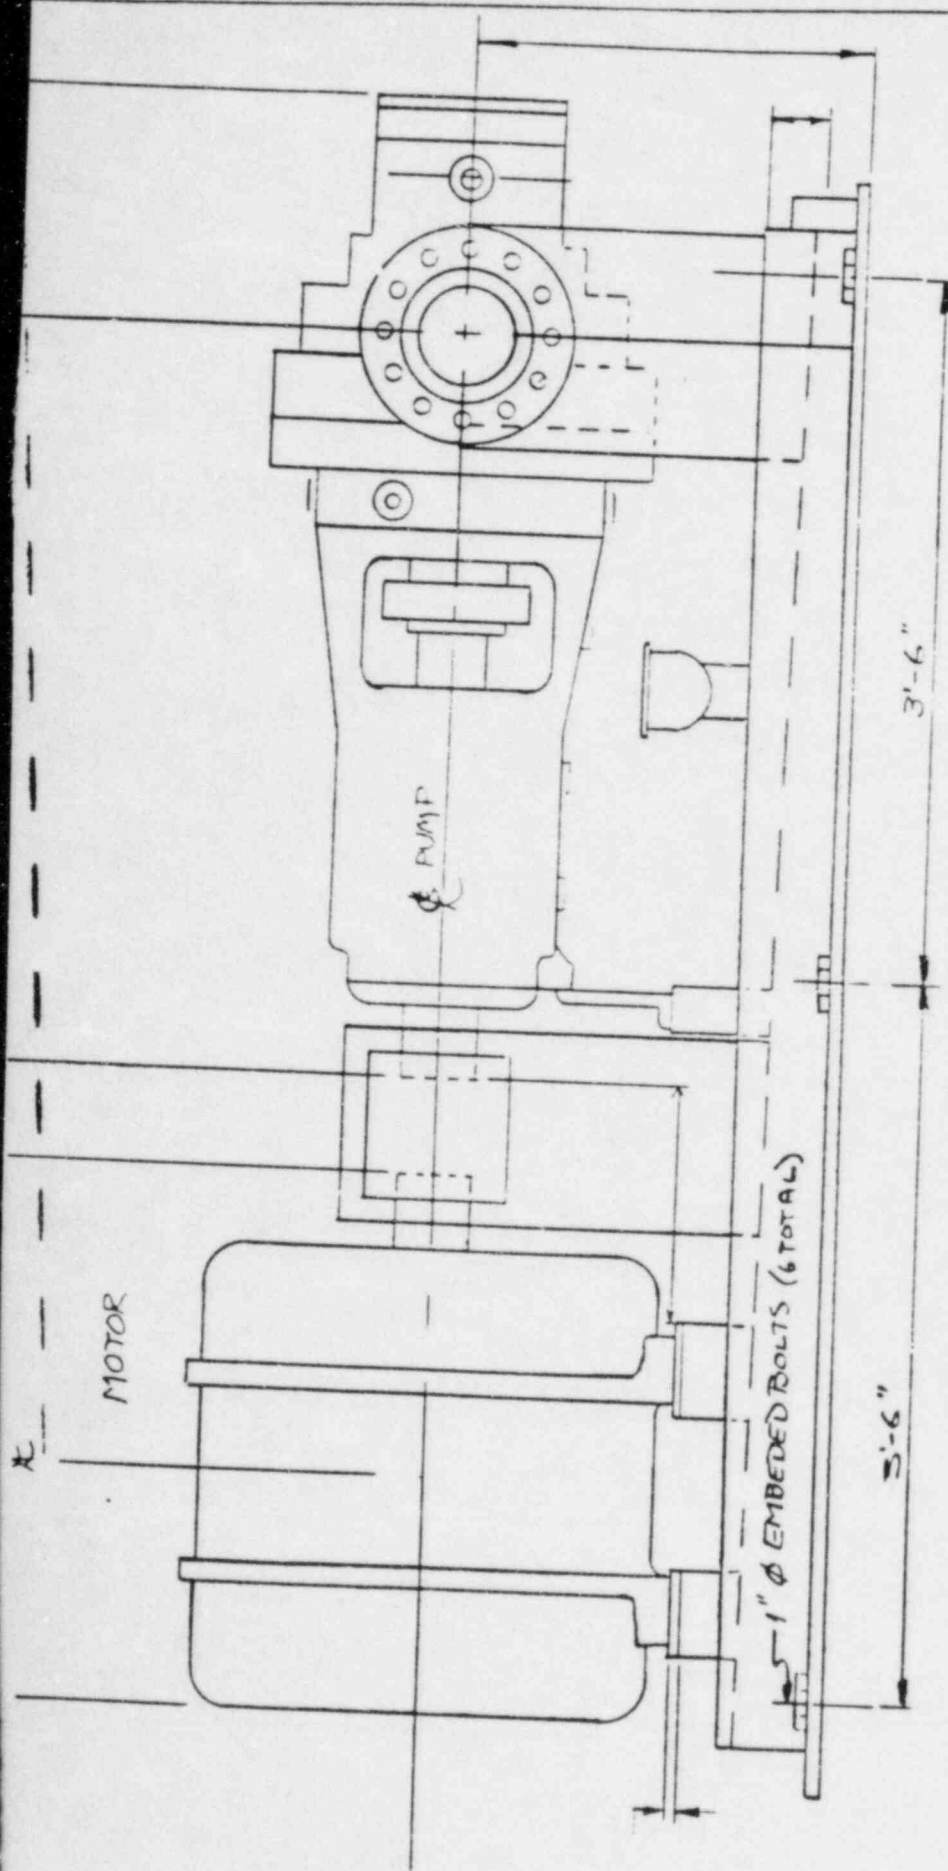 ℄ PUMP
3'-6"
MOTOR
℄
1" Ø EMBEDED BOLTS (6 TOTAL)
3'-6"